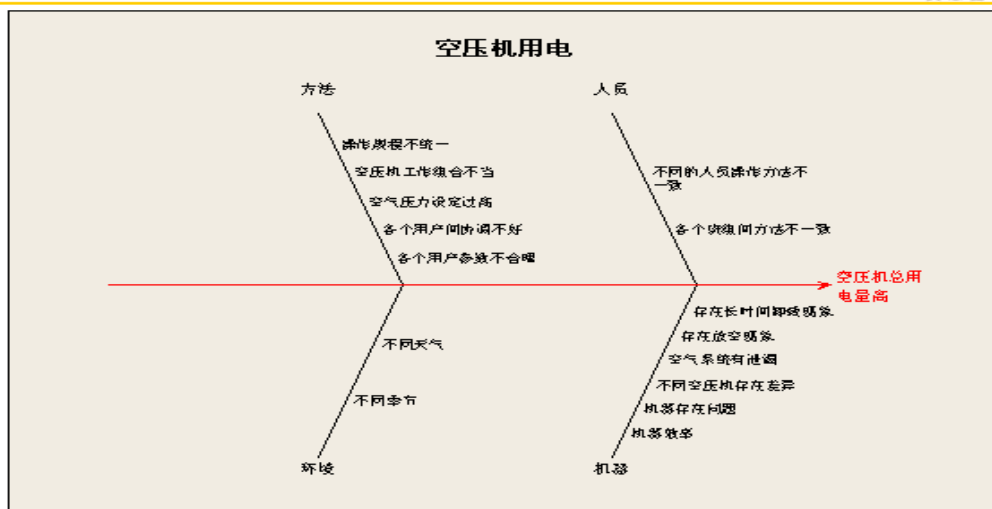 空压机用电
方法
人员
操作规程不统一
空压机工作组合不当
空气压力设定过高
各个用户间协调不好
各个用户参数不合理
不同的人员操作方法不
一致
各个班组间方法不一致
空压机总用
电量高
存在长时间卸载现象
存在放空现象
空气系统有泄漏
不同空压机存在差异
机器存在问题
机器效率
不同天气
不同季节
环境
机器